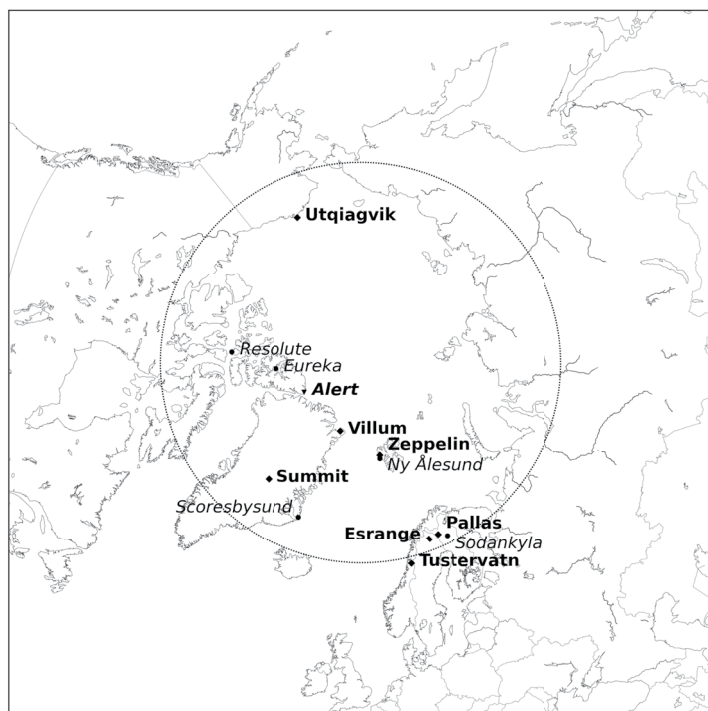 Utqiagvik
Resolute
Eureka
Alert
Villum
Zeppelin
Ny Ålesund
Summit
Scoresbysund
Pallas
Esrange
Sodankyla
Tustervatn